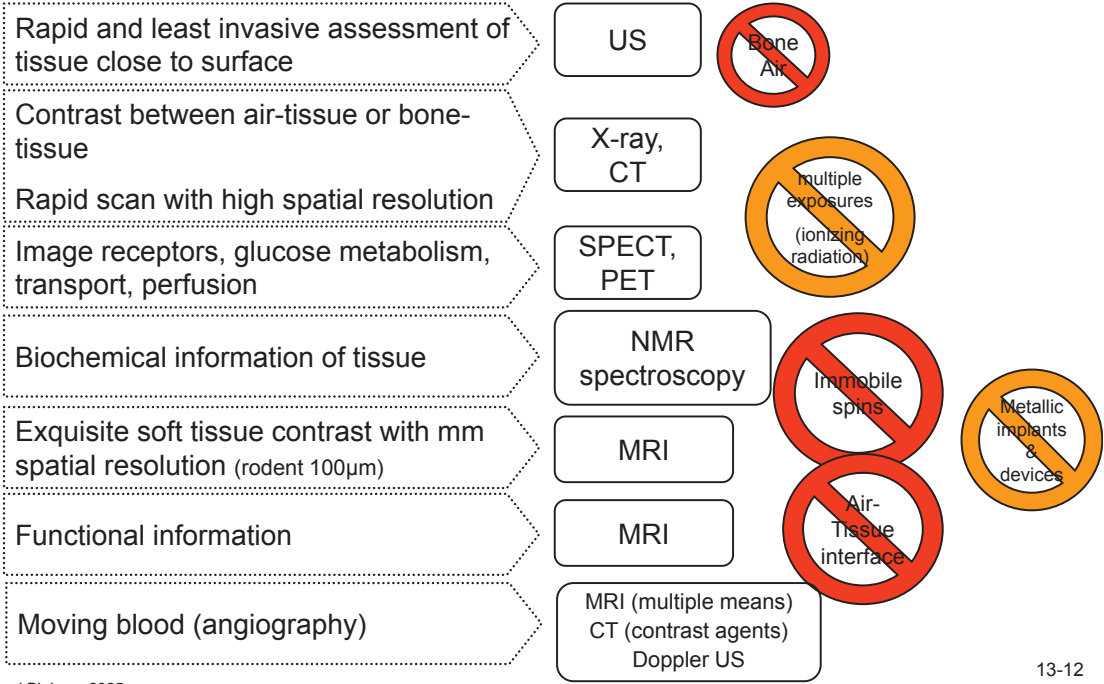 Rapid and least invasive assessment of
tissue close to surface
US
Bone
Air
Contrast between air-tissue or bone-
tissue
Rapid scan with high spatial resolution
X-ray,
CT
multiple
exposures
(ionizing
radiation)
Image receptors, glucose metabolism,
transport, perfusion
SPECT,
PET
Biochemical information of tissue
NMR
spectroscopy
Immobile
spins
Metallic
implants
&
devices
Exquisite soft tissue contrast with mm
spatial resolution (rodent 100µm)
MRI
Functional information
MRI
Air-
Tissue
interface
Moving blood (angiography)
MRI (multiple means)
CT (contrast agents)
Doppler US
13-12